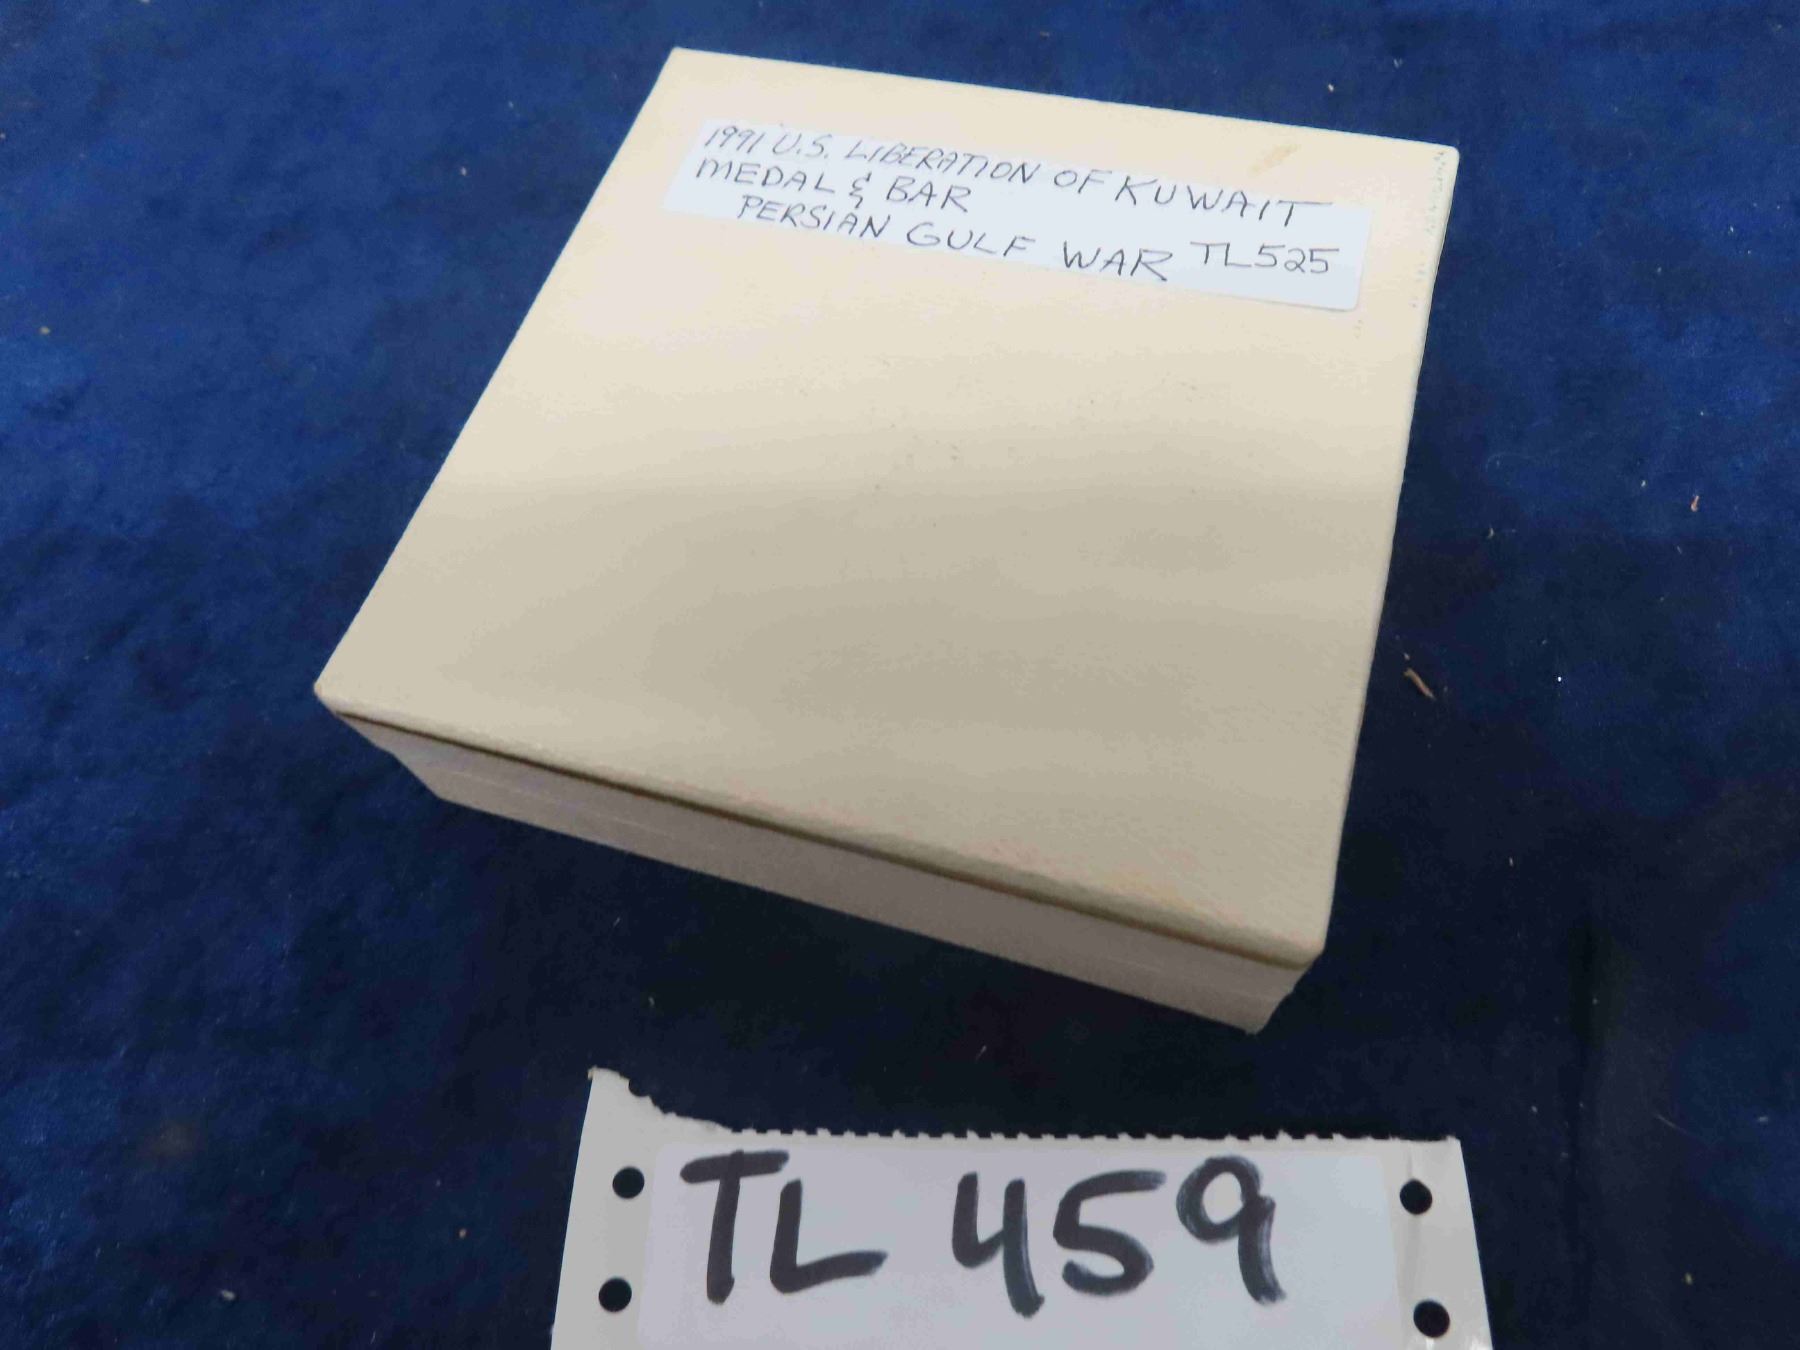 1991 U.S. LIBERATION OF KUWAIT
MEDAL & BAR
PERSIAN GULF WAR TL525
TL 459